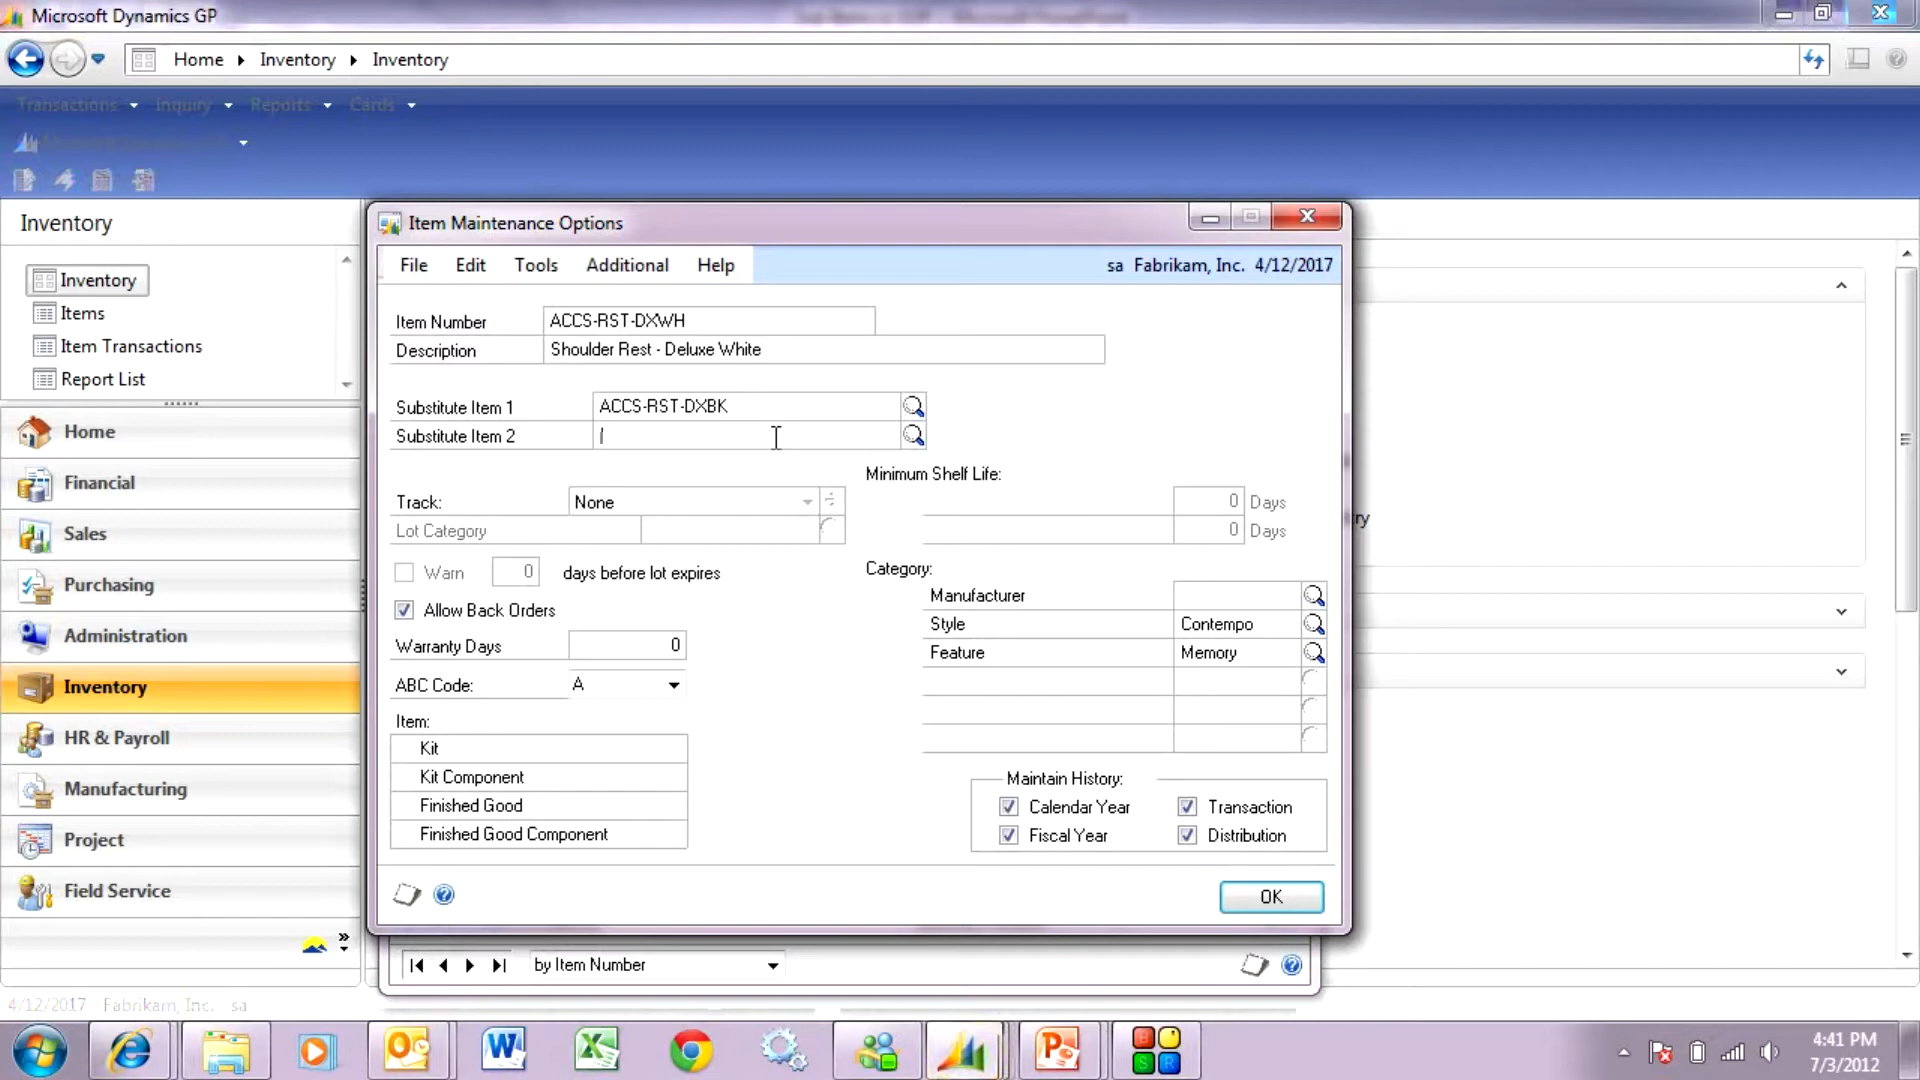 Microsoft Dynamics GP
Home Inventory Inventory
Transactions Inquiry Reports Cards
Inventory
Inventory
Items
Item Transactions
Report List
Home
Financial
Sales
Purchasing
Administration
Inventory
HR & Payroll
Manufacturing
Project
Field Service
Item Maintenance Options
File Edit Tools Additional Help
sa Fabrikam, Inc. 4/12/2017
Item Number ACCS-RST-DXWH
Description Shoulder Rest - Deluxe White
Substitute Item 1 ACCS-RST-DXBK
Substitute Item 2
Minimum Shelf Life:
Track: None
0 Days
Lot Category
0 Days
Warn 0 days before lot expires
Category:
Allow Back Orders
Manufacturer
Warranty Days 0
Style Contempo
Feature Memory
ABC Code: A
Item:
Kit
Kit Component
Finished Good
Finished Good Component
Maintain History:
Calendar Year Transaction
Fiscal Year Distribution
OK
ry
by Item Number
4/12/2017 Fabrikam, Inc. sa
4:41 PM
7/3/2012